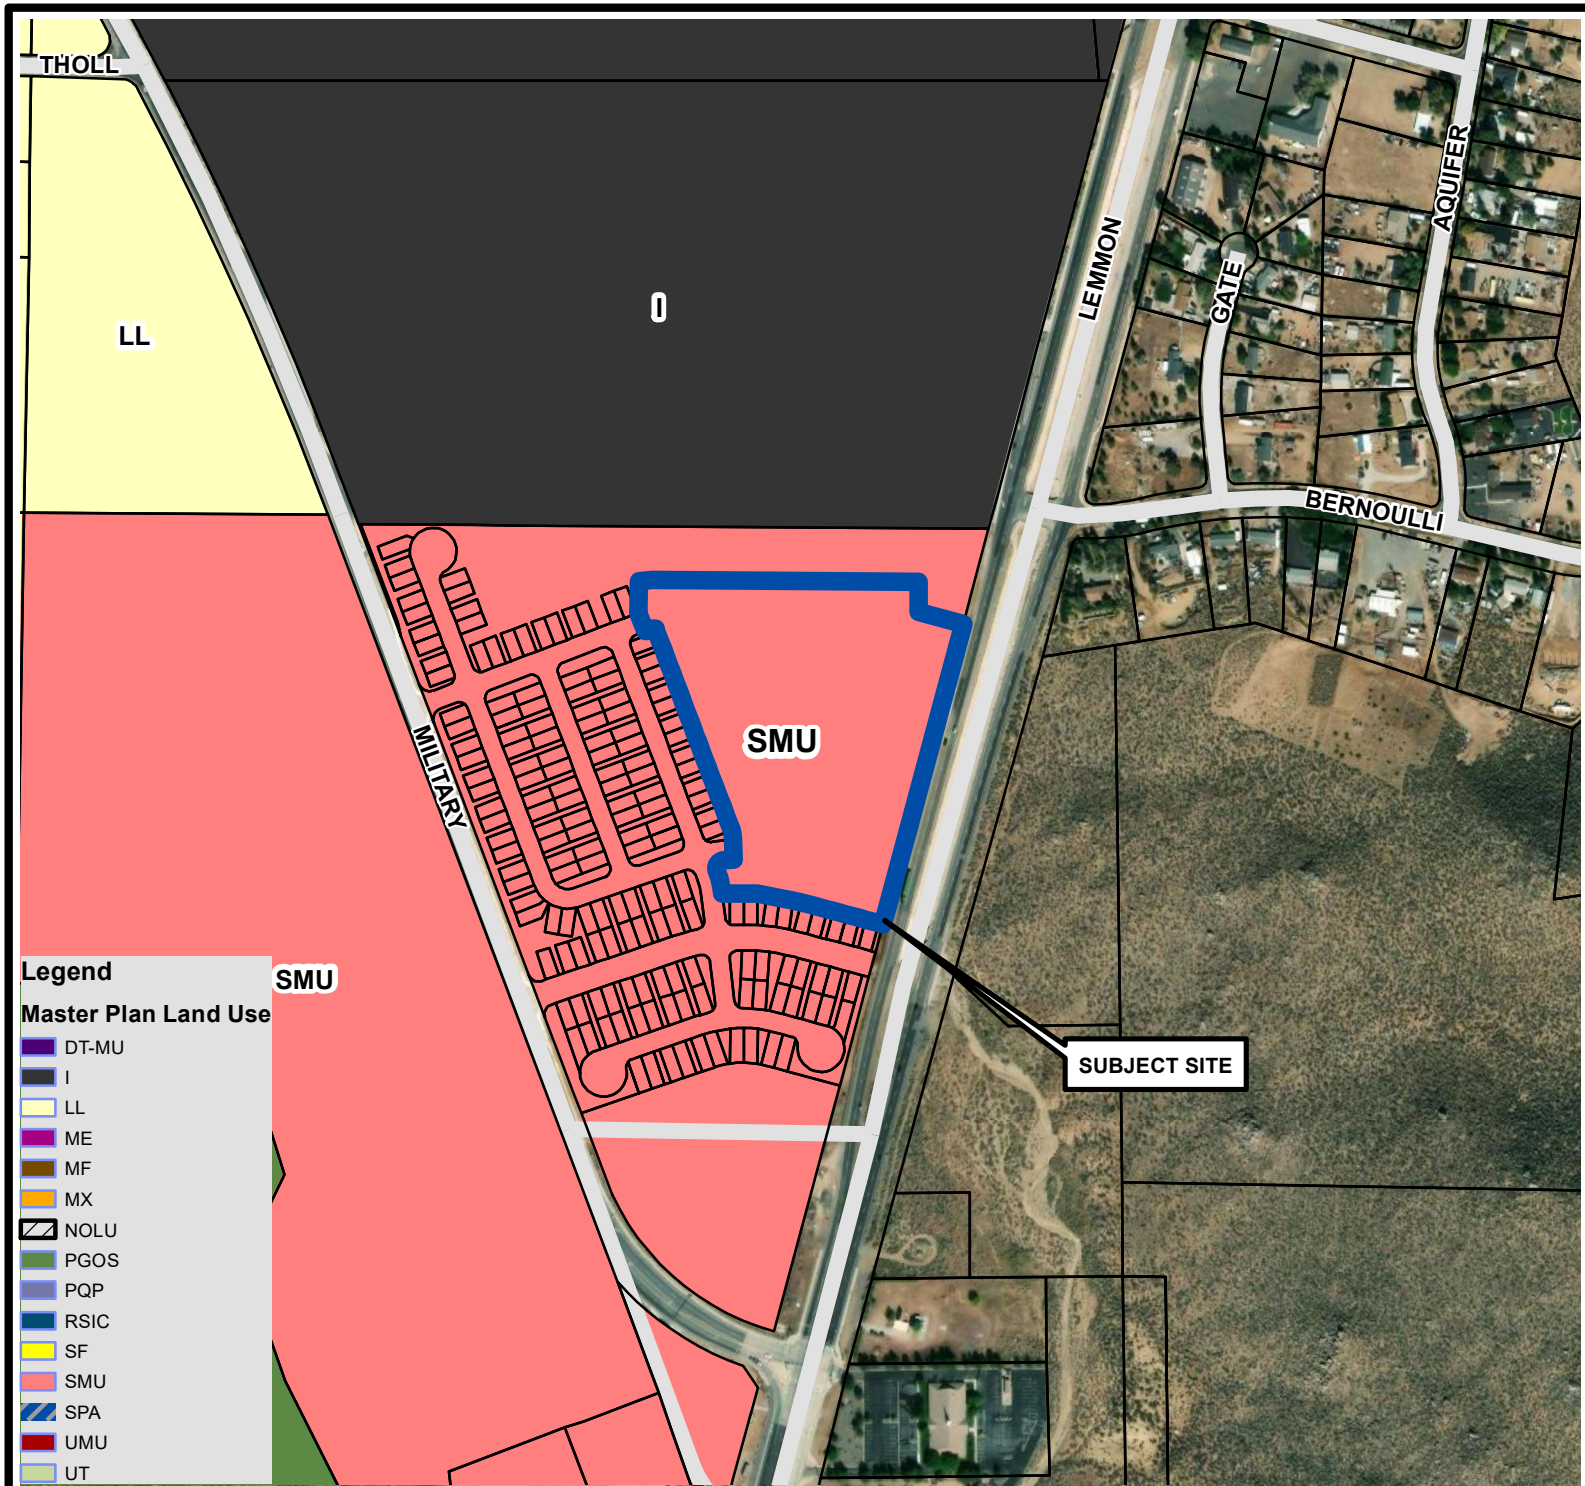 THOLL
LL
I
LEMMON
GATE
AQUIFER
BERNOULLI
MILITARY
SMU
SMU
SUBJECT SITE
Legend
Master Plan Land Use
DT-MU
I
LL
ME
MF
MX
NOLU
PGOS
PQP
RSIC
SF
SMU
SPA
UMU
UT